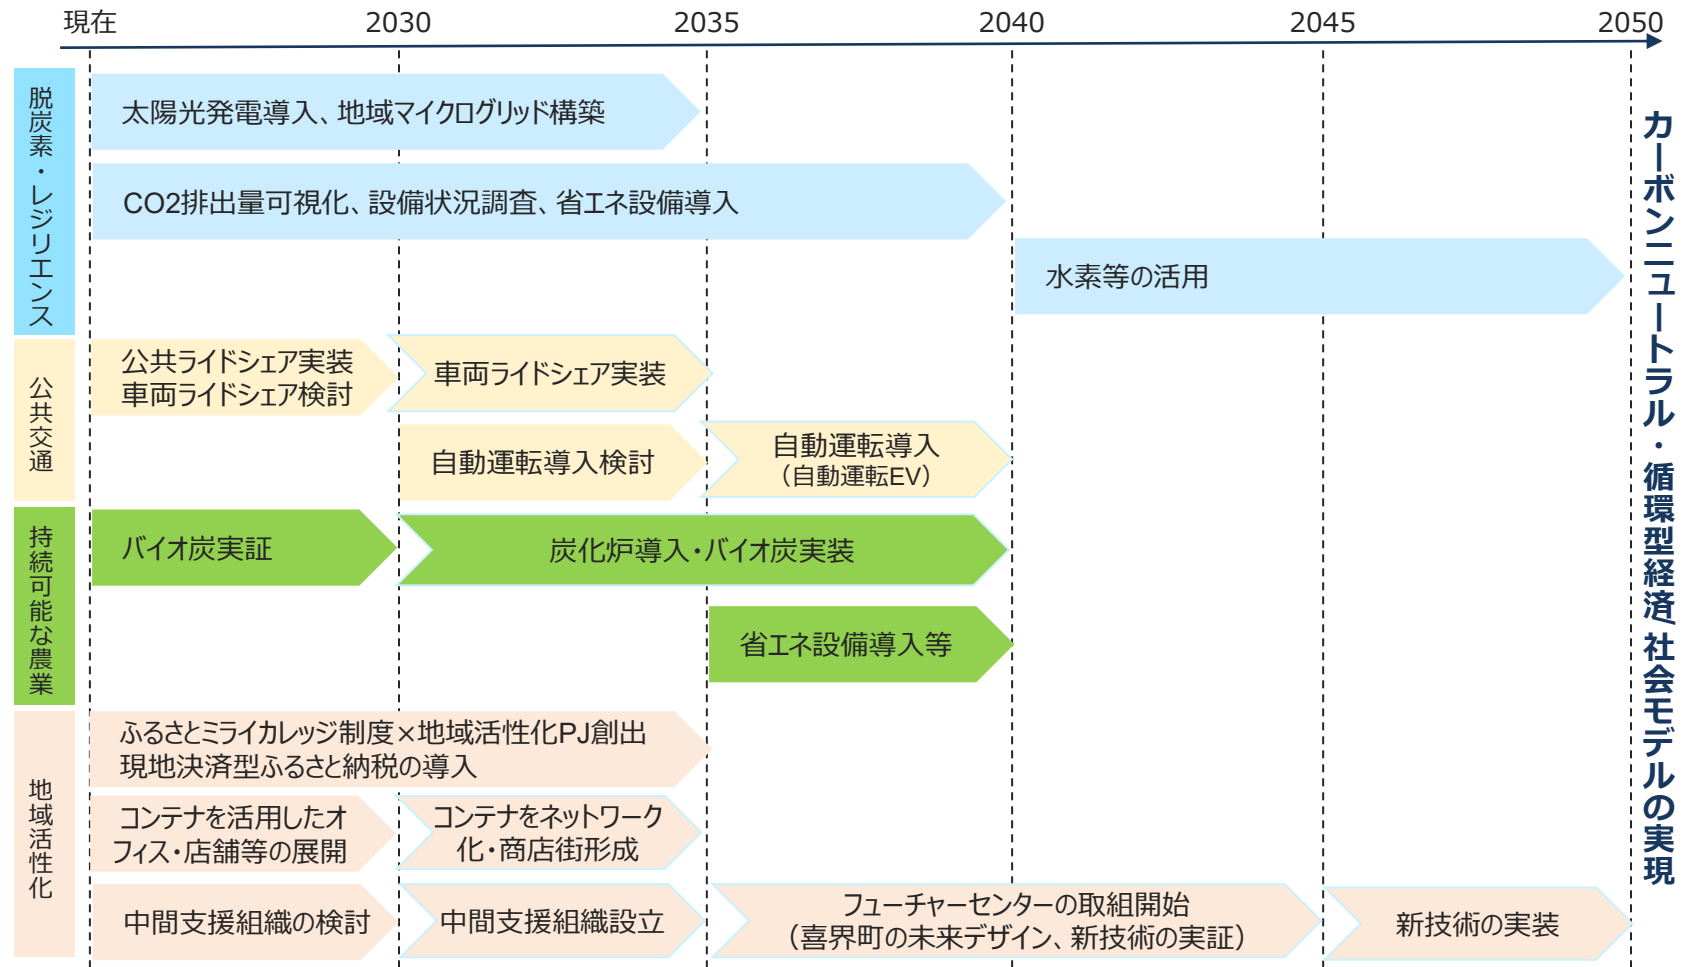 現在
2030
2035
2040
2045
2050
脱炭素・レジリエンス
太陽光発電導入、地域マイクログリッド構築
CO2排出量可視化、設備状況調査、省エネ設備導入
水素等の活用
公共交通
公共ライドシェア実装
車両ライドシェア検討
車両ライドシェア実装
自動運転導入検討
自動運転導入
（自動運転EV）
持続可能な農業
バイオ炭実証
炭化炉導入・バイオ炭実装
省エネ設備導入等
地域活性化
ふるさとミライカレッジ制度×地域活性化PJ創出
現地決済型ふるさと納税の導入
コンテナを活用したオ
フィス・店舗等の展開
コンテナをネットワーク
化・商店街形成
中間支援組織の検討
中間支援組織設立
フューチャーセンターの取組開始
（喜界町の未来デザイン、新技術の実証）
新技術の実装
カーボンニュートラル・循環型経済/社会モデルの実現